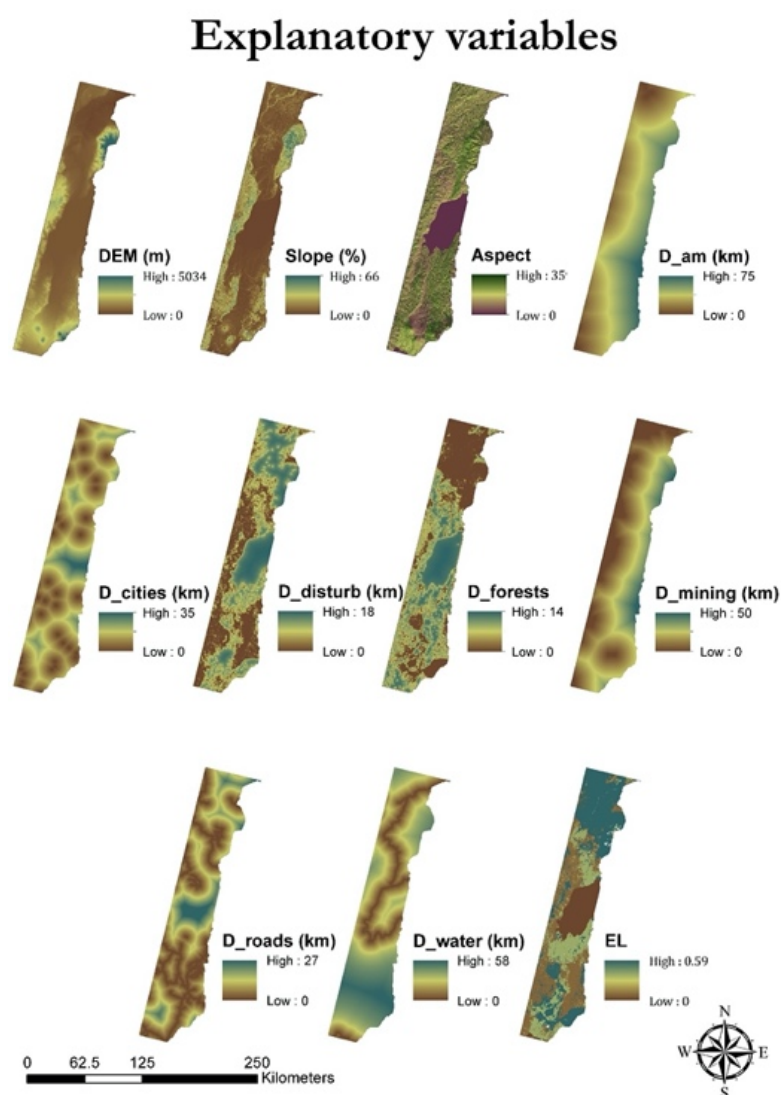 Explanatory variables
DEM (m)
High : 5034
Low : 0
Slope (%)
High : 66
Low : 0
Aspect
High : 35
Low : 0
D_am (km)
High : 75
Low : 0
D_cities (km)
High : 35
Low : 0
D_disturb (km)
High : 18
Low : 0
D_forests
High : 14
Low : 0
D_mining (km)
High : 50
Low : 0
D_roads (km)
High : 27
Low : 0
D_water (km)
High : 58
Low : 0
EL
High : 0.59
Low : 0
N
W E
S
0 62.5 125 250
Kilometers